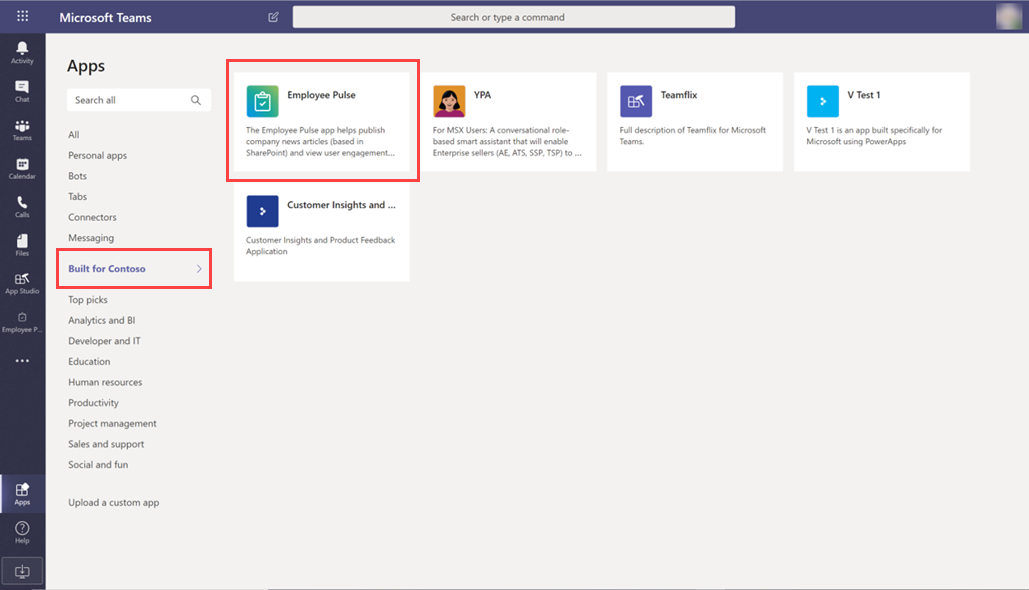 Microsoft Teams
Search or type a command
Activity
Chat
Teams
Calendar
Calls
Files
App Studio
Employee P...
Apps
Help
Apps
Search all
All
Personal apps
Bots
Tabs
Connectors
Messaging
Built for Contoso
Top picks
Analytics and BI
Developer and IT
Education
Human resources
Productivity
Project management
Sales and support
Social and fun
Upload a custom app
Employee Pulse
The Employee Pulse app helps publish
company news articles (based in
SharePoint) and view user engagement...
YPA
For MSX Users: A conversational role-
based smart assistant that will enable
Enterprise sellers (AE, ATS, SSP, TSP) to ...
Teamflix
Full description of Teamflix for Microsoft
Teams.
V Test 1
V Test 1 is an app built specifically for
Microsoft using PowerApps
Customer Insights and ...
Customer Insights and Product Feedback
Application